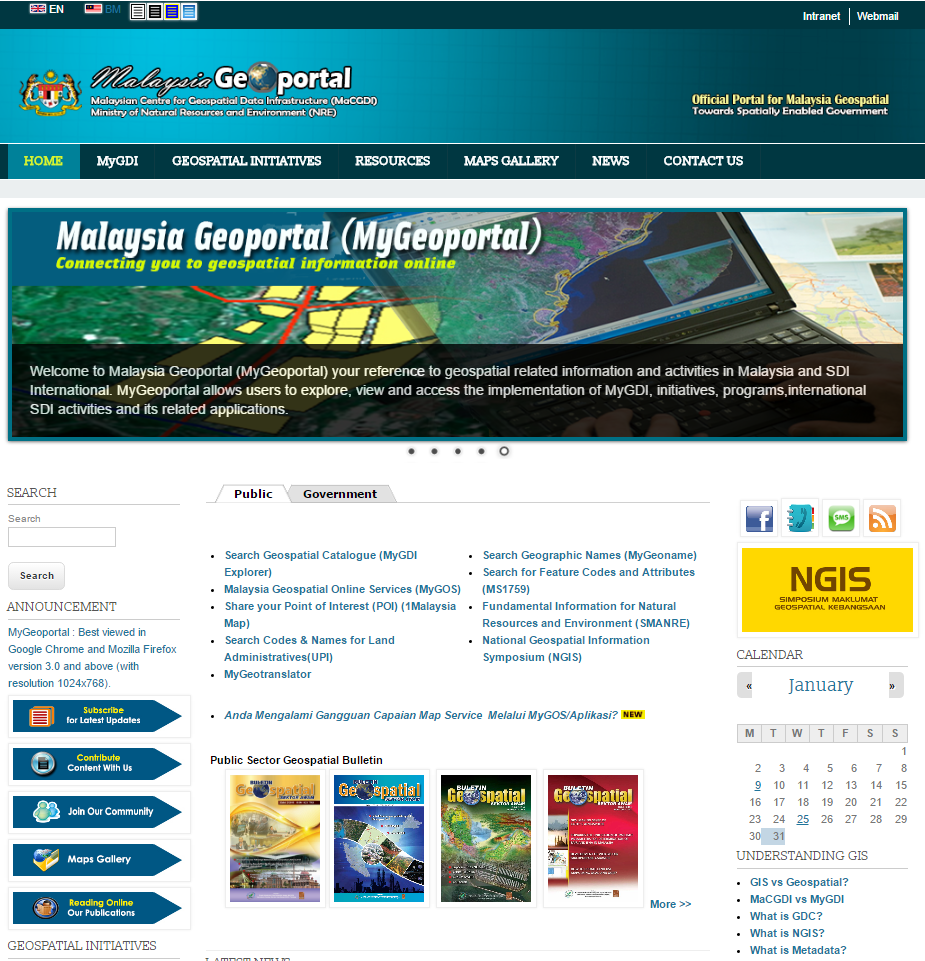 EN BM
Intranet Webmail
Malaysia Geoportal
Malaysian Centre for Geospatial Data Infrastructure (MaCGDI)
Ministry of Natural Resources and Environment (NRE)
Official Portal for Malaysia Geospatial
Towards Spatially Enabled Government
HOME MyGDI GEOSPATIAL INITIATIVES RESOURCES MAPS GALLERY NEWS CONTACT US
Malaysia Geoportal (MyGeoportal)
Connecting you to geospatial information online
Welcome to Malaysia Geoportal (MyGeoportal) your reference to geospatial related information and activities in Malaysia and SDI
International. MyGeoportal allows users to explore, view and access the implementation of MyGDI, initiatives, programs,international
SDI activities and its related applications.
SEARCH
Search
Search
ANNOUNCEMENT
MyGeoportal : Best viewed in
Google Chrome and Mozilla Firefox
version 3.0 and above (with
resolution 1024x768).
Subscribe
for Latest Updates
Contribute
Content With Us
Join Our Community
Maps Gallery
Reading Online
Our Publications
GEOSPATIAL INITIATIVES
Public Government
Search Geospatial Catalogue (MyGDI
Explorer)
Malaysia Geospatial Online Services (MyGOS)
Share your Point of Interest (POI) (1Malaysia
Map)
Search Codes & Names for Land
Administratives(UPI)
MyGeotranslator
Search Geographic Names (MyGeoname)
Search for Feature Codes and Attributes
(MS1759)
Fundamental Information for Natural
Resources and Environment (SMANRE)
National Geospatial Information
Symposium (NGIS)
Anda Mengalami Gangguan Capaian Map Service Melalui MyGOS/Aplikasi? NEW
Public Sector Geospatial Bulletin
BULETIN
Geospatial
SEKTOR AWAM
BULETIN
Geospatial
SEKTOR AWAM
BULETIN
Geospatial
SEKTOR AWAM
BULETIN
Geospatial
SEKTOR AWAM
More >>
LATEST NEWS
SMS
NGIS
SIMPOSIUM MAKLUMAT
GEOSPATIAL KEBANGSAAN
CALENDAR
« January »
M T W T F S S
1
2 3 4 5 6 7 8
9 10 11 12 13 14 15
16 17 18 19 20 21 22
23 24 25 26 27 28 29
30 31
UNDERSTANDING GIS
GIS vs Geospatial?
MaCGDI vs MyGDI
What is GDC?
What is NGIS?
What is Metadata?